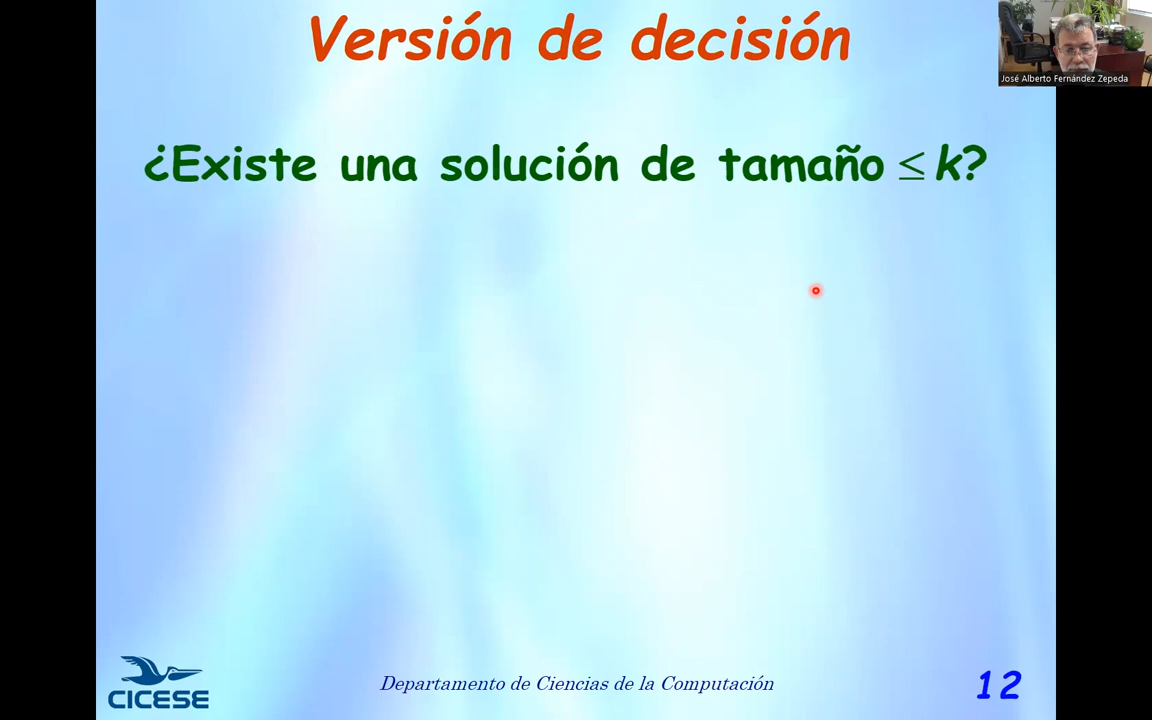 Versión de decisión
José Alberto Fernández Zepeda
¿Existe una solución de tamaño ≤ k?
CICESE
Departamento de Ciencias de la Computación
12